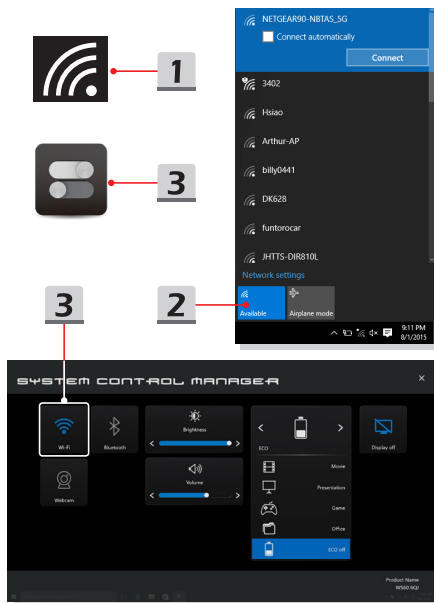 1
3
NETGEAR90-NBTAS_5G
Connect automatically
Connect
3402
Hsiao
Arthur-AP
billy0441
DK628
funtorocar
JHTTS-DIR810L
Network settings
Available
Airplane mode
9:11 PM
8/1/2015
3
2
SYSTEM CONTROL MANAGER
Wi-Fi
Bluetooth
Brightness
ECO
Display off
Webcam
Volume
Movie
Presentation
Game
Office
ECO off
Product Name
WS60 6QJ